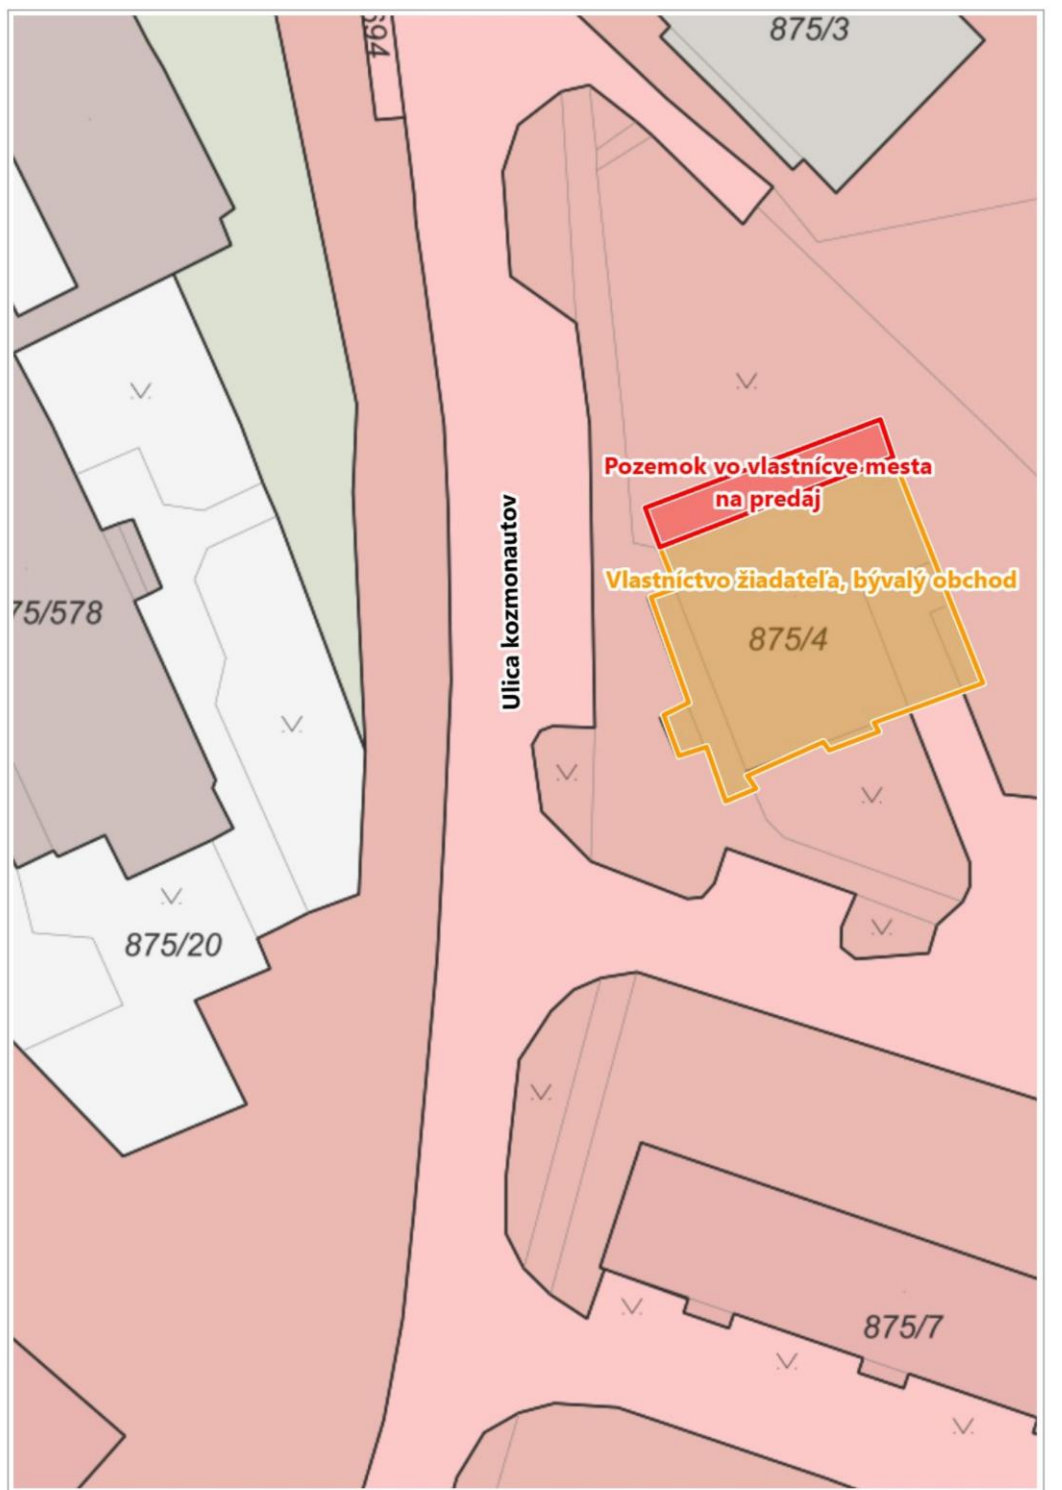 694
875/3
Pozemok vo vlastnícve mesta
na predaj
Ulica kozmonautov
Vlastníctvo žiadateľa, bývalý obchod
75/578
875/4
875/20
875/7